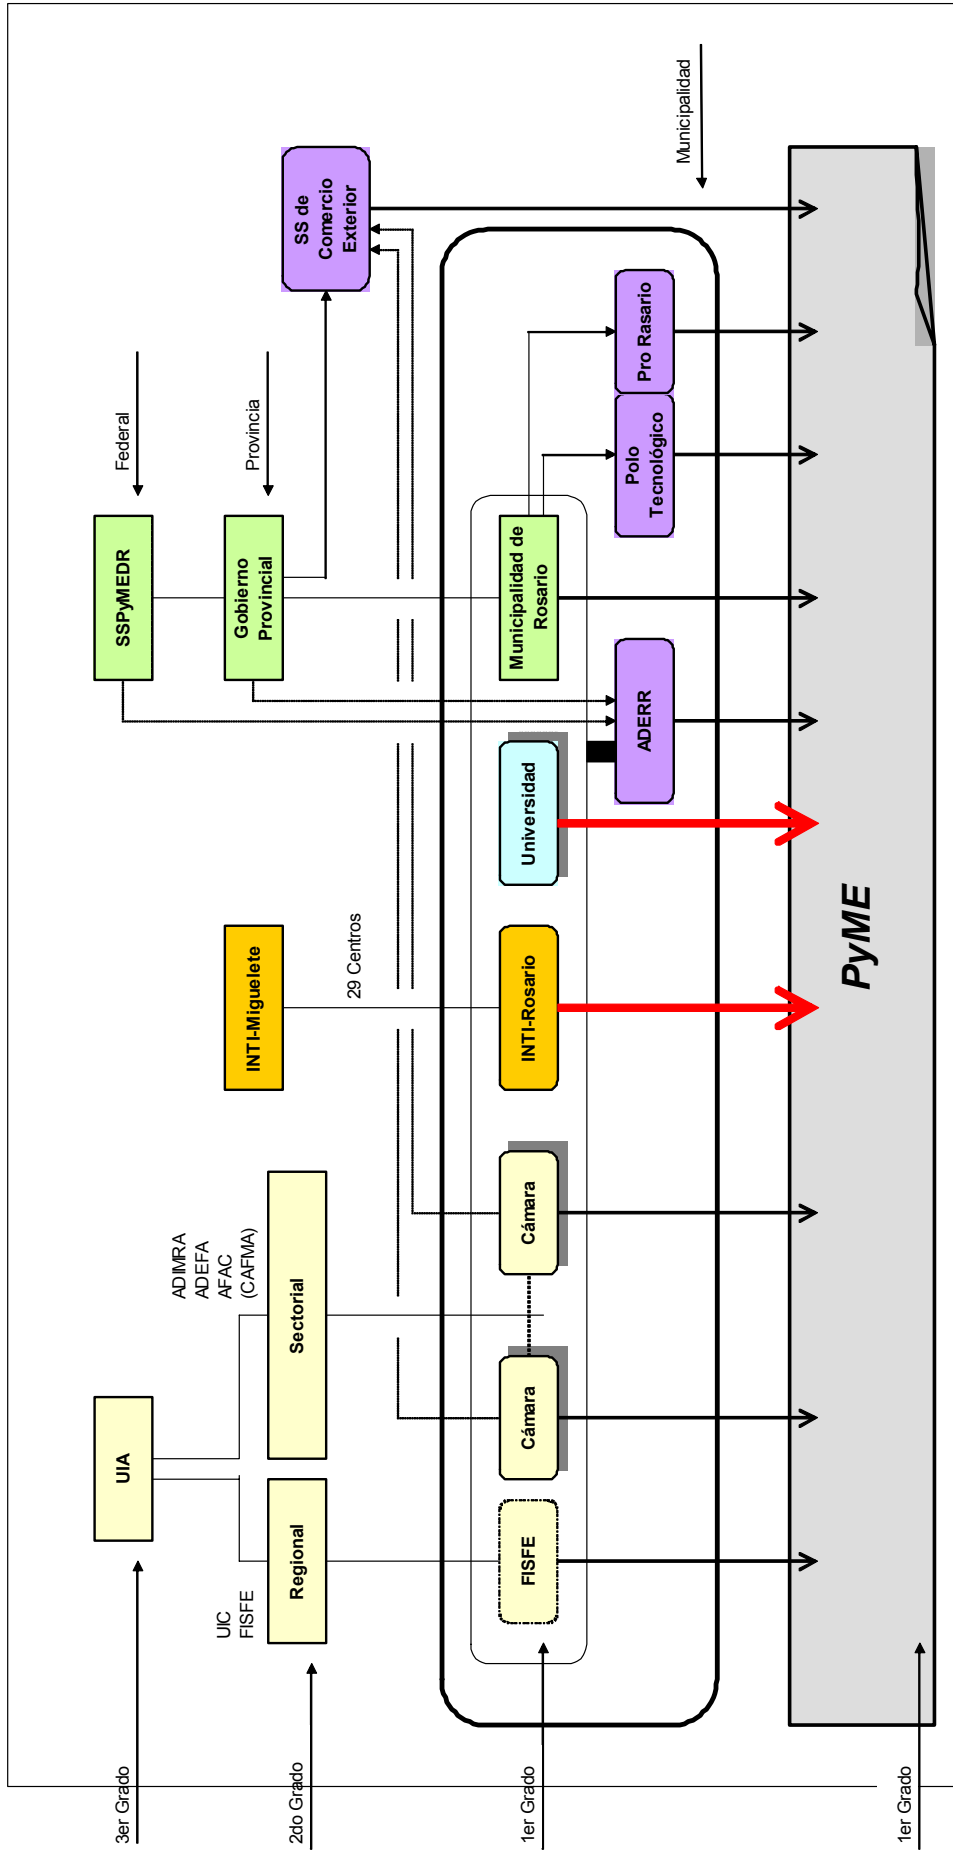 3er Grado
UIA
SSPyMEDR
Federal
2do Grado
UIC
FISFE
Regional
ADIMRA
ADEFA
AFAC
(CAFMA)
Sectorial
INTI-Miguelete
29 Centros
Gobierno
Provincial
Provincia
SS de
Comercio
Exterior
1er Grado
FISFE
Cámara
Cámara
INTI-Rosario
Universidad
Municipalidad de
Rosario
ADERR
Polo
Tecnológico
Pro Rasario
Municipalidad
1er Grado
PyME